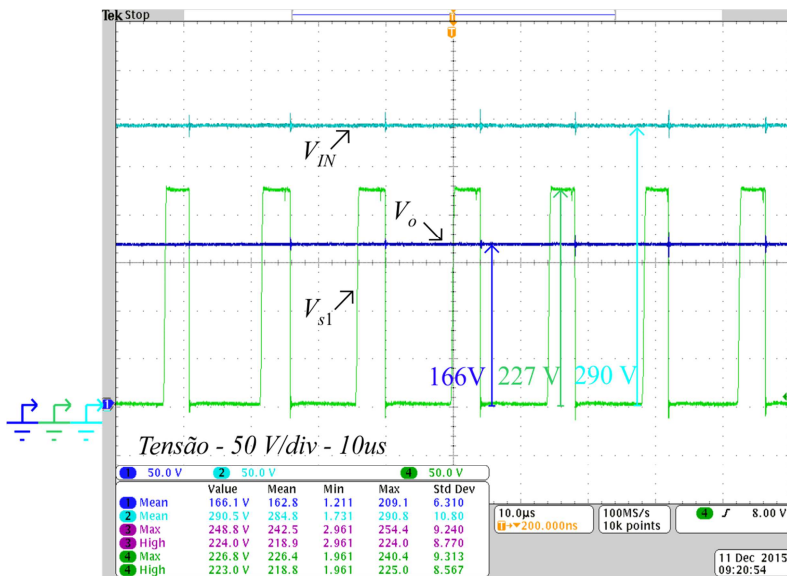 Tek Stop
T
T
V_IN
V_o
V_s1
166V 227 V 290 V
1
Tensão - 50 V/div - 10us
1 50.0 V 2 50.0 V 4 50.0 V
Value Mean Min Max Std Dev
1 Mean 166.1 V 162.8 1.211 209.1 6.310
2 Mean 290.5 V 284.8 1.731 290.8 10.80
3 Max 248.8 V 242.5 2.961 254.4 9.240
3 High 224.0 V 218.9 2.961 224.0 8.770
4 Max 226.8 V 226.4 1.961 240.4 9.313
4 High 223.0 V 218.8 1.961 225.0 8.567
10.0µs
T→▼200.000ns
100MS/s
10k points
4 8.00 V
11 Dec 2015
09:20:54